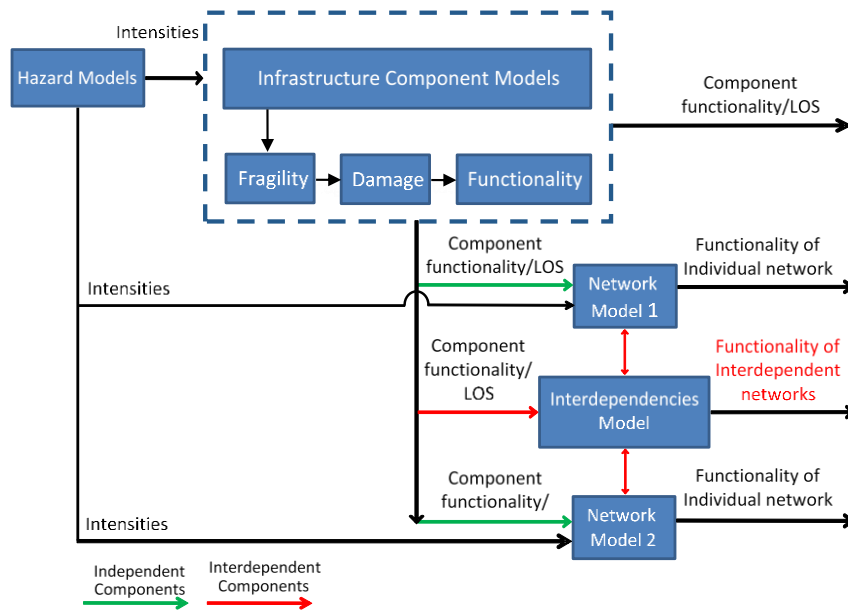 Intensities
Hazard Models
Infrastructure Component Models
Component
functionality/LOS
Fragility
Damage
Functionality
Component
functionality/LOS
Functionality of
Individual network
Intensities
Network
Model 1
Component
functionality/
LOS
Functionality of
Interdependent
networks
Interdependencies
Model
Component
functionality/
Functionality of
Individual network
Intensities
Network
Model 2
Independent
Components
Interdependent
Components